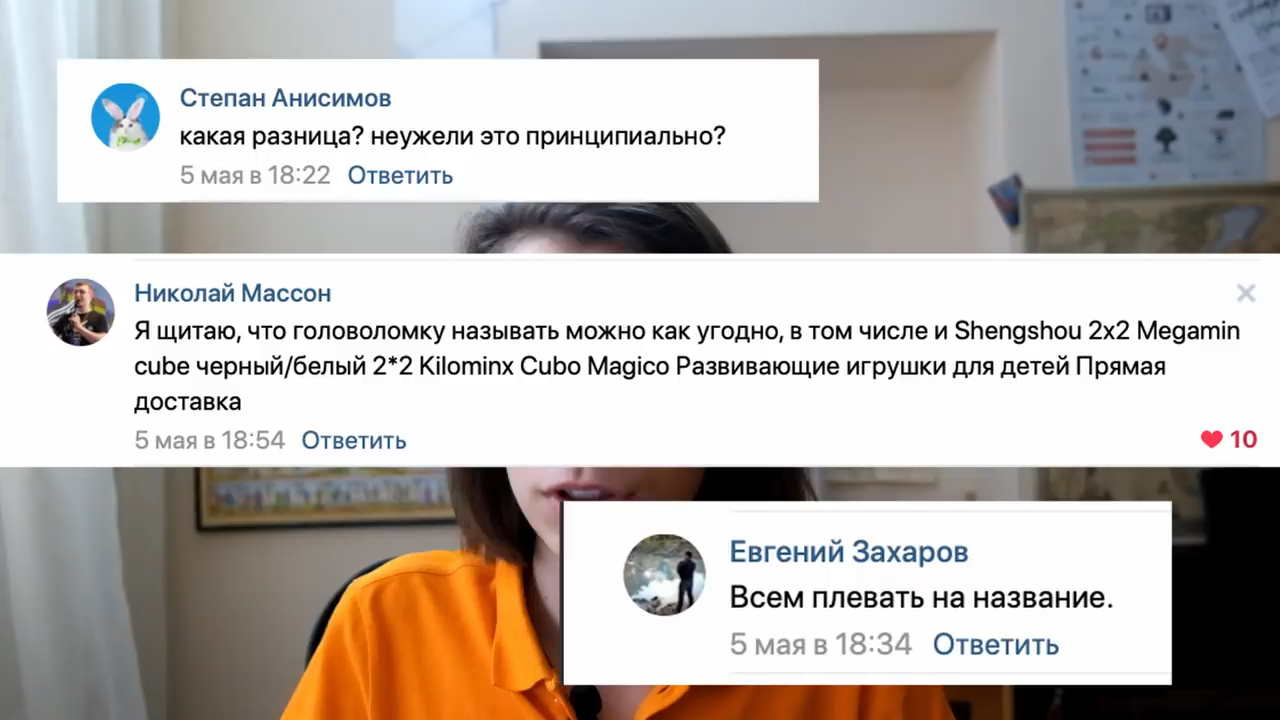 Степан Анисимов
какая разница? неужели это принципиально?
5 мая в 18:22 Ответить
Николай Массон
Я щитаю, что головоломку называть можно как угодно, в том числе и Shengshou 2x2 Megamin
cube черный/белый 2*2 Kilominx Cubo Magico Развивающие игрушки для детей Прямая
доставка
5 мая в 18:54 Ответить
10
Евгений Захаров
Всем плевать на название.
5 мая в 18:34 Ответить